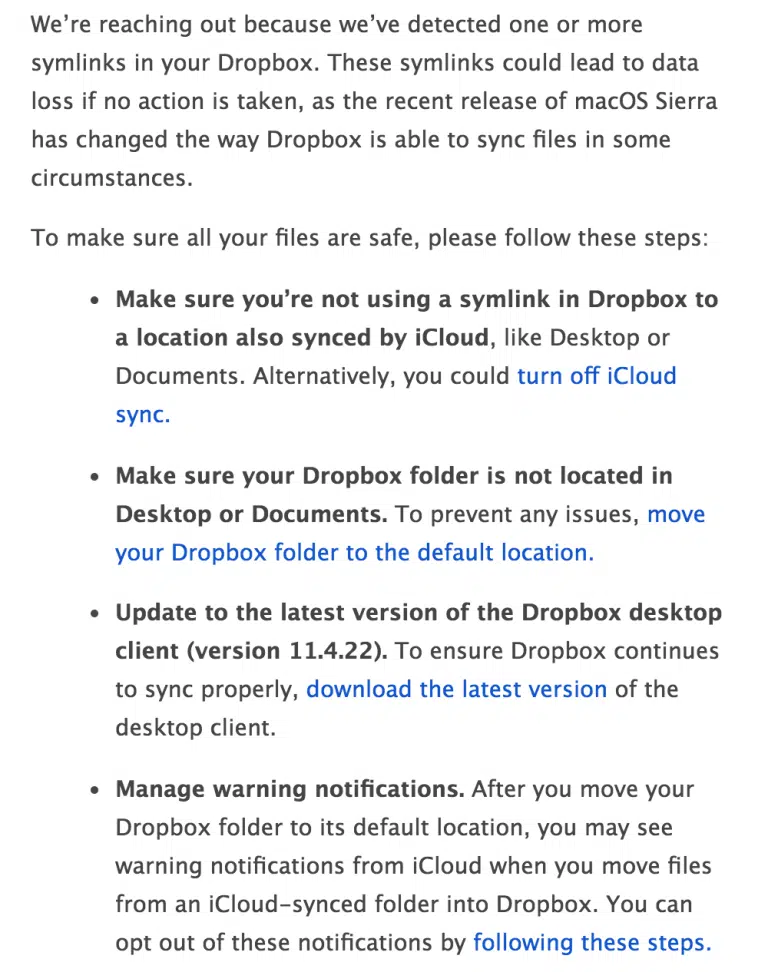 We’re reaching out because we’ve detected one or more
symlinks in your Dropbox. These symlinks could lead to data
loss if no action is taken, as the recent release of macOS Sierra
has changed the way Dropbox is able to sync files in some
circumstances.
To make sure all your files are safe, please follow these steps:
• Make sure you’re not using a symlink in Dropbox to
a location also synced by iCloud, like Desktop or
Documents. Alternatively, you could turn off iCloud
sync.
• Make sure your Dropbox folder is not located in
Desktop or Documents. To prevent any issues, move
your Dropbox folder to the default location.
• Update to the latest version of the Dropbox desktop
client (version 11.4.22). To ensure Dropbox continues
to sync properly, download the latest version of the
desktop client.
• Manage warning notifications. After you move your
Dropbox folder to its default location, you may see
warning notifications from iCloud when you move files
from an iCloud-synced folder into Dropbox. You can
opt out of these notifications by following these steps.